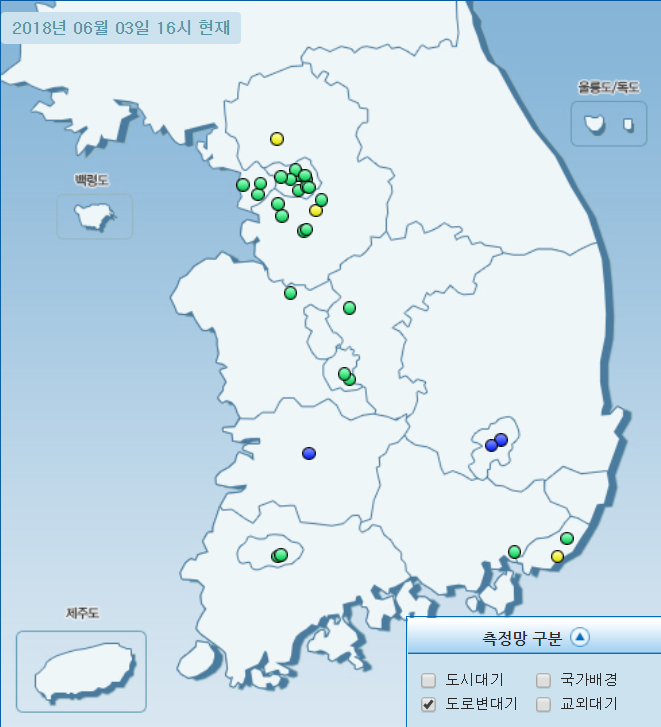 2018년 06월 03일 16시 현재
울릉도/독도
백령도
제주도
측정망 구분
도시대기 국가배경
도로변대기 교외대기